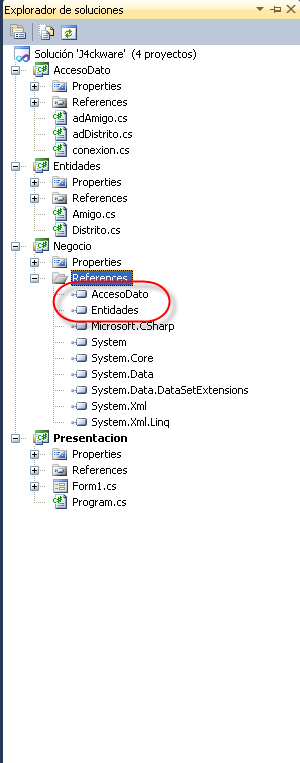 Explorador de soluciones
Solución 'J4ckware' (4 proyectos)
AccesoDato
Properties
References
adAmigo.cs
adDistrito.cs
conexion.cs
Entidades
Properties
References
Amigo.cs
Distrito.cs
Negocio
Properties
References
AccesoDato
Entidades
Microsoft.CSharp
System
System.Core
System.Data
System.Data.DataSetExtensions
System.Xml
System.Xml.Linq
Presentacion
Properties
References
Form1.cs
Program.cs